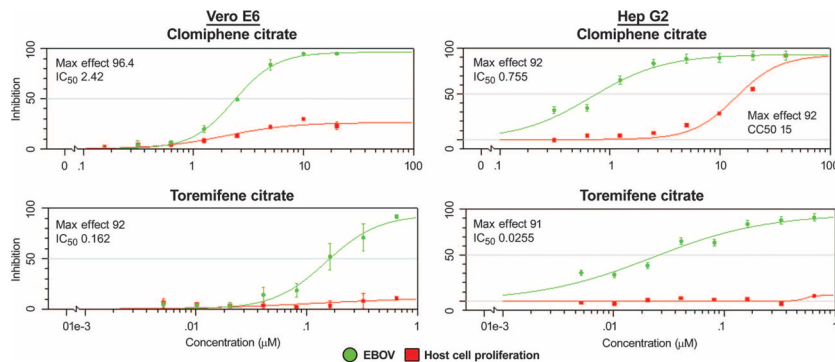 Vero E6
Clomiphene citrate
Hep G2
Clomiphene citrate
100
50
0
Inhibition
Max effect 96.4
IC50 2.42
0 .1 1 10 100
100
50
0
Max effect 92
IC50 0.755
Max effect 92
CC50 15
0 .1 1 10 100
Toremifene citrate
Toremifene citrate
100
50
0
Inhibition
Max effect 92
IC50 0.162
01e-3 .01 .1 1
Concentration (μM)
100
50
0
Max effect 91
IC50 0.0255
01e-3 .01 .1 1
Concentration (μM)
EBOV
Host cell proliferation